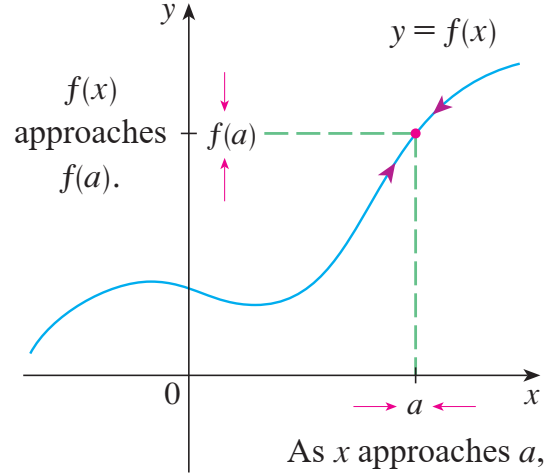 y
y = f(x)
f(x)
approaches
f(a).
f(a)
0
a
x
As x approaches a,